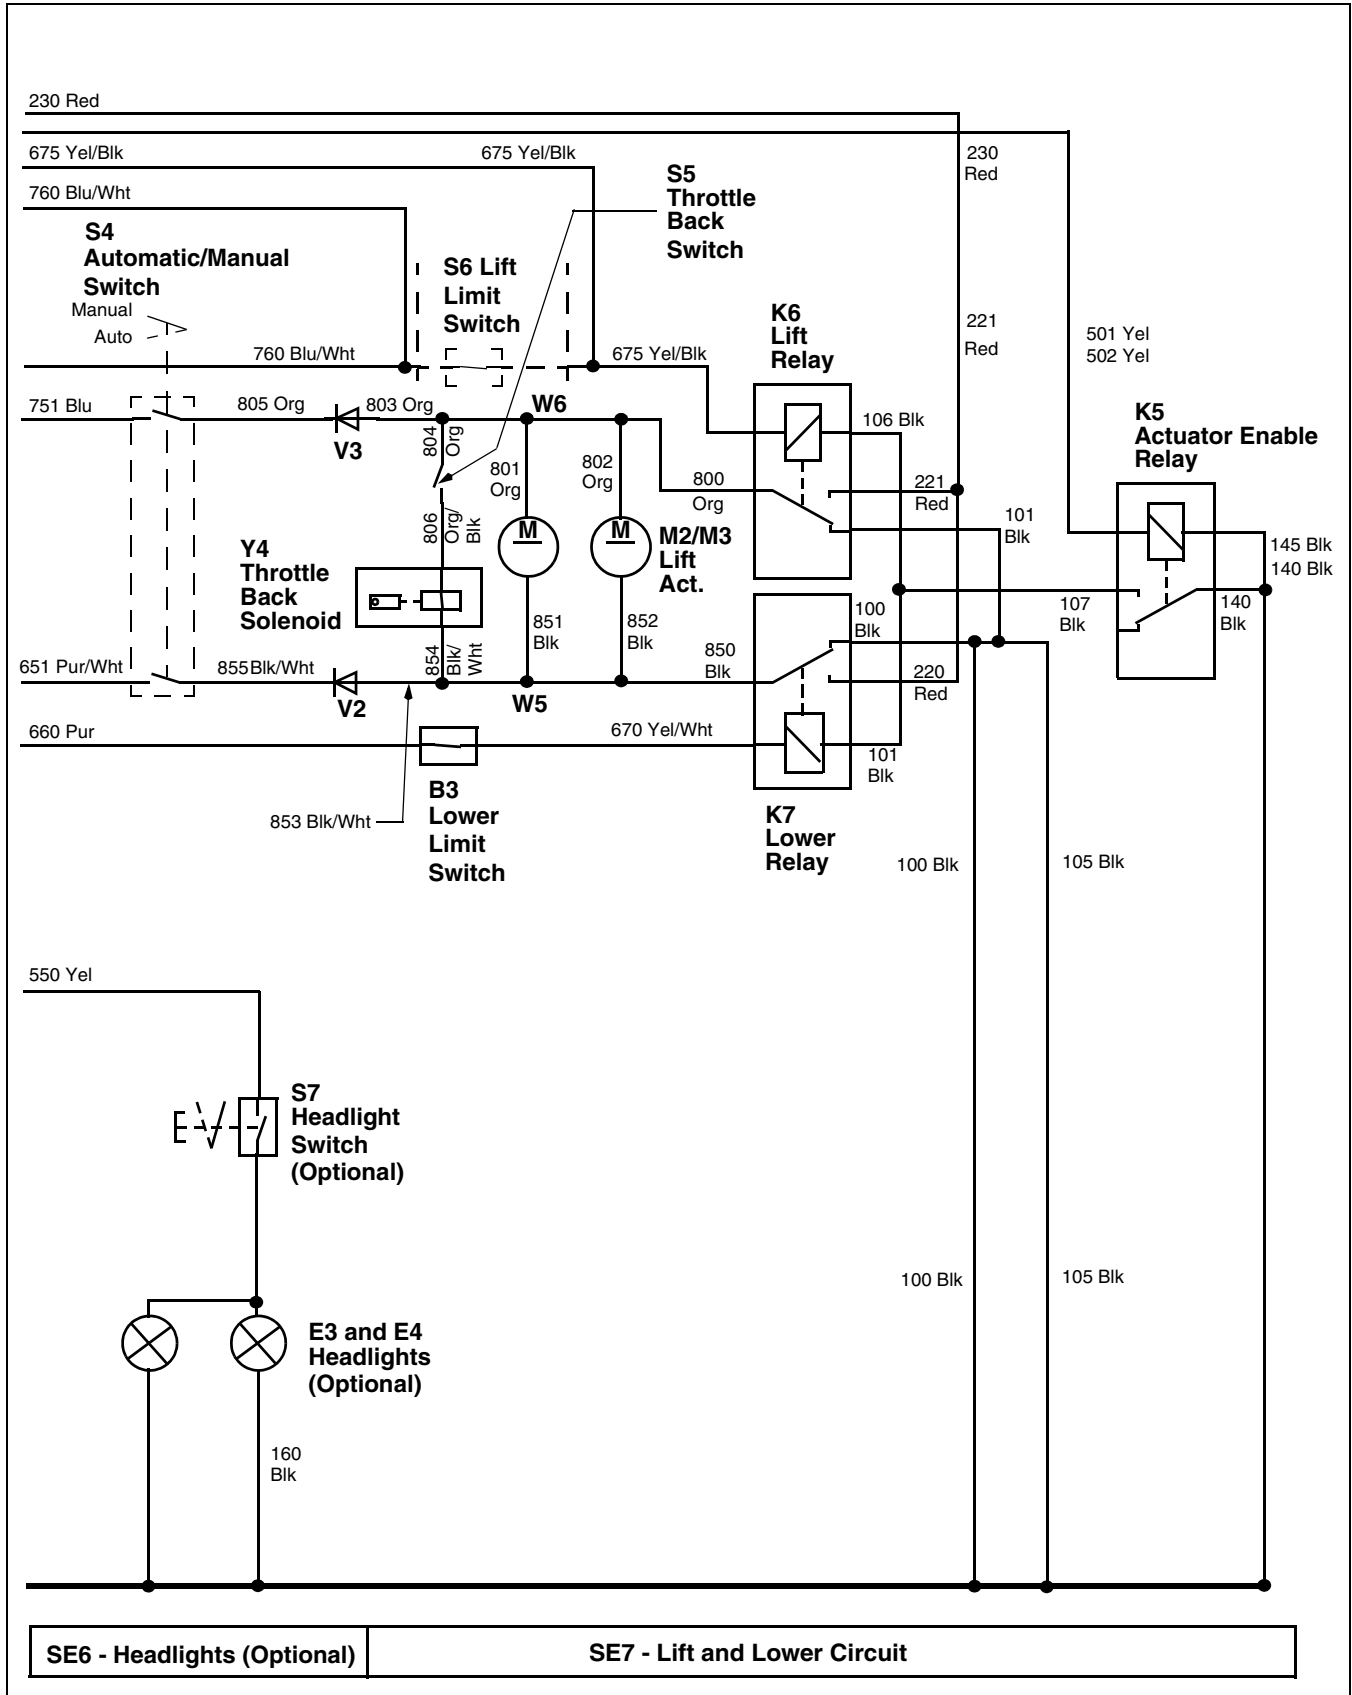 230 Red
675 Yel/Blk
675 Yel/Blk
760 Blu/Wht
230
Red
S5
Throttle
Back
Switch
S4
Automatic/Manual
Switch
Manual
Auto
S6 Lift
Limit
Switch
760 Blu/Wht
675 Yel/Blk
K6
Lift
Relay
221
Red
501 Yel
502 Yel
751 Blu
805 Org
803 Org
V3
W6
804
Org
801
Org
802
Org
800
Org
106 Blk
221
Red
101
Blk
K5
Actuator Enable
Relay
806
Org/
Blk
M
M
M2/M3
Lift
Act.
145 Blk
140 Blk
Y4
Throttle
Back
Solenoid
107
Blk
140
Blk
100
Blk
851
Blk
852
Blk
850
Blk
651 Pur/Wht
855Blk/Wht
854
Blk/
Wht
220
Red
V2
W5
660 Pur
670 Yel/Wht
101
Blk
B3
Lower
Limit
Switch
853 Blk/Wht
K7
Lower
Relay
100 Blk
105 Blk
550 Yel
S7
Headlight
Switch
(Optional)
100 Blk
105 Blk
E3 and E4
Headlights
(Optional)
160
Blk
SE6 - Headlights (Optional)
SE7 - Lift and Lower Circuit